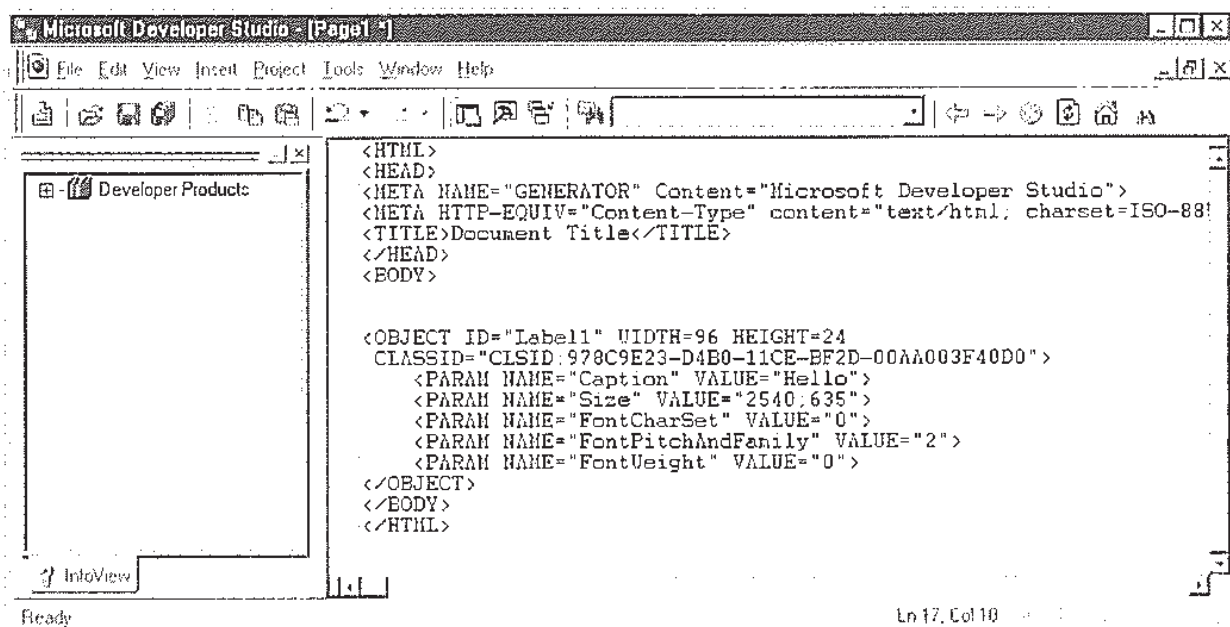 Microsoft Developer Studio - [Page1 *]
File Edit View Insert Project Tools Window Help
Developer Products
<HTML>
<HEAD>
<META NAME="GENERATOR" Content="Microsoft Developer Studio">
<META HTTP-EQUIV="Content-Type" content="text/html; charset=ISO-88
<TITLE>Document Title</TITLE>
</HEAD>
<BODY>
<OBJECT ID="Label1" WIDTH=96 HEIGHT=24
CLASSID="CLSID:978C9E23-D4B0-11CE-BF2D-00AA003F40D0">
<PARAM NAME="Caption" VALUE="Hello">
<PARAM NAME="Size" VALUE="2540;635">
<PARAM NAME="FontCharSet" VALUE="0">
<PARAM NAME="FontPitchAndFamily" VALUE="2">
<PARAM NAME="FontWeight" VALUE="0">
</OBJECT>
</BODY>
</HTML>
InfoView
Ready
Ln 17, Col 10